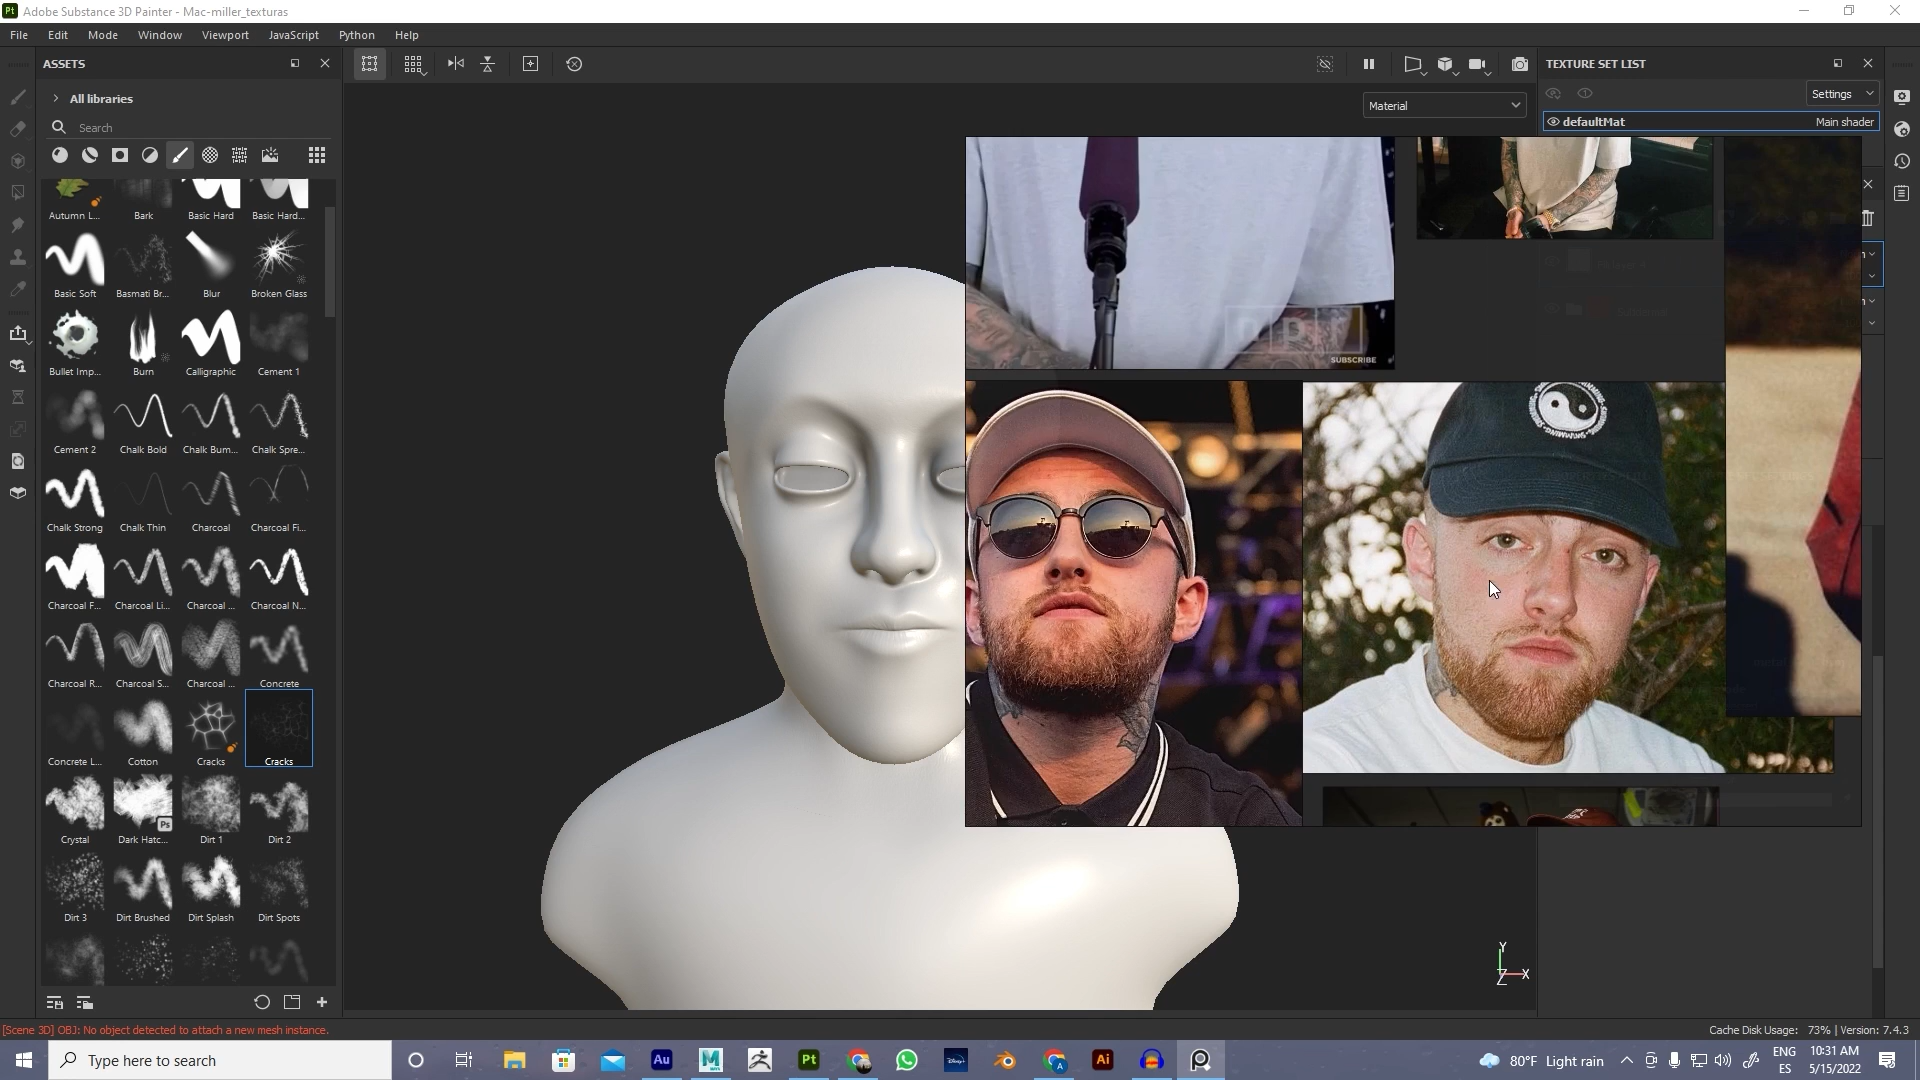 Pt Adobe Substance 3D Painter - Mac-miller_texturas
File Edit Mode Window Viewport JavaScript Python Help
ASSETS
TEXTURE SET LIST
All libraries
Settings
Material
Search
defaultMat Main shader
Autumn L... Bark Basic Hard Basic Hard...
Basic Soft Basmati Br... Blur Broken Glass
Bullet Imp... Burn Calligraphic Cement 1
SUBSCRIBE
Cement 2 Chalk Bold Chalk Bum... Chalk Spre...
Chalk Strong Chalk Thin Charcoal Charcoal Fi...
Charcoal F... Charcoal Li... Charcoal ... Charcoal N...
Charcoal R... Charcoal S... Charcoal ... Concrete
Concrete L... Cotton Cracks Cracks
Ps
Crystal Dark Hatc... Dirt 1 Dirt 2
Dirt 3 Dirt Brushed Dirt Splash Dirt Spots
Y
Z X
[Scene 3D] OBJ: No object detected to attach a new mesh instance.
Cache Disk Usage: 73% | Version: 7.4.3
Type here to search
Au
Pt
Ai
80°F Light rain
ENG
ES
10:31 AM
5/15/2022